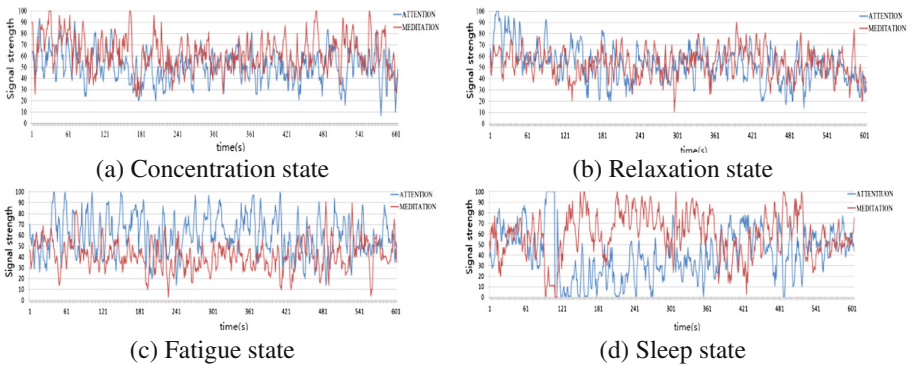 ATTENTION
MEDITATION
Signal strength
100
90
80
70
60
50
40
30
20
10
0
1 61 121 181 241 301 361 421 481 541 601
time(s)
(a) Concentration state
ATTENTION
MEDITATION
Signal strength
100
90
80
70
60
50
40
30
20
10
0
1 61 121 181 241 301 361 421 481 541 601
time(s)
(b) Relaxation state
ATTENTION
MEDITATION
Signal strength
100
90
80
70
60
50
40
30
20
10
0
1 61 121 181 241 301 361 421 481 541 601
time(s)
(c) Fatigue state
ATTENTIUON
MEDITATION
Signal strength
100
90
80
70
60
50
40
30
20
10
0
1 61 121 181 241 301 361 421 481 541 601
time(s)
(d) Sleep state